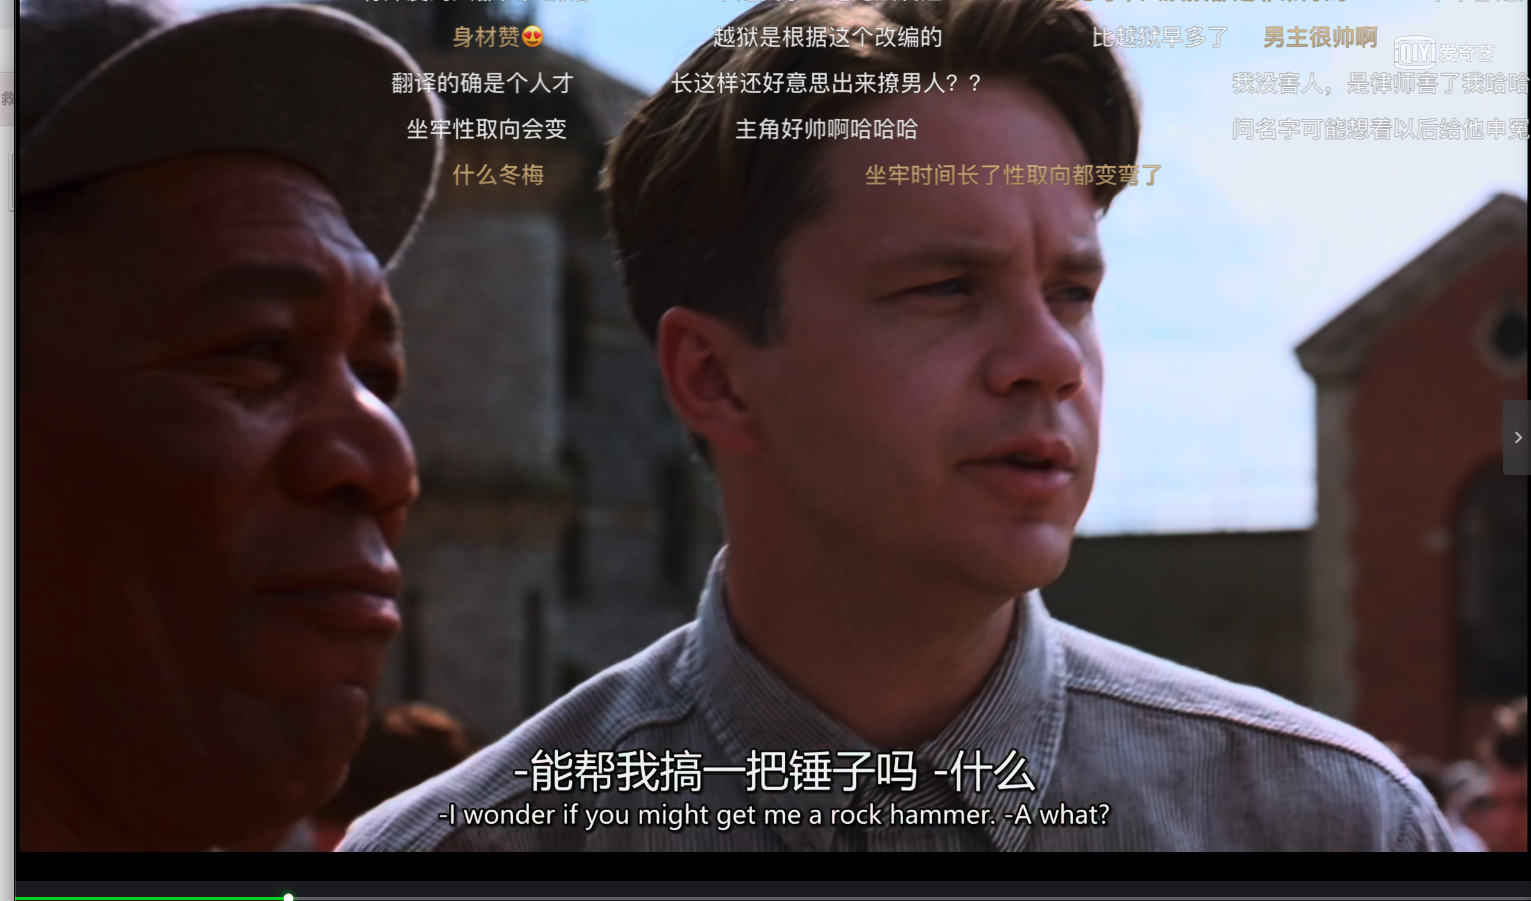 身材赞😍 越狱是根据这个改编的 比越狱早多了 男主很帅啊
iQIYI 爱奇艺
翻译的确是个人才 长这样还好意思出来撩男人？？ 我没害人，是律师害了我哈哈
救
坐牢性取向会变 主角好帅啊哈哈哈 问名字可能想着以后给他申冤
什么冬梅 坐牢时间长了性取向都变弯了
-能帮我搞一把锤子吗 -什么
-I wonder if you might get me a rock hammer. -A what?